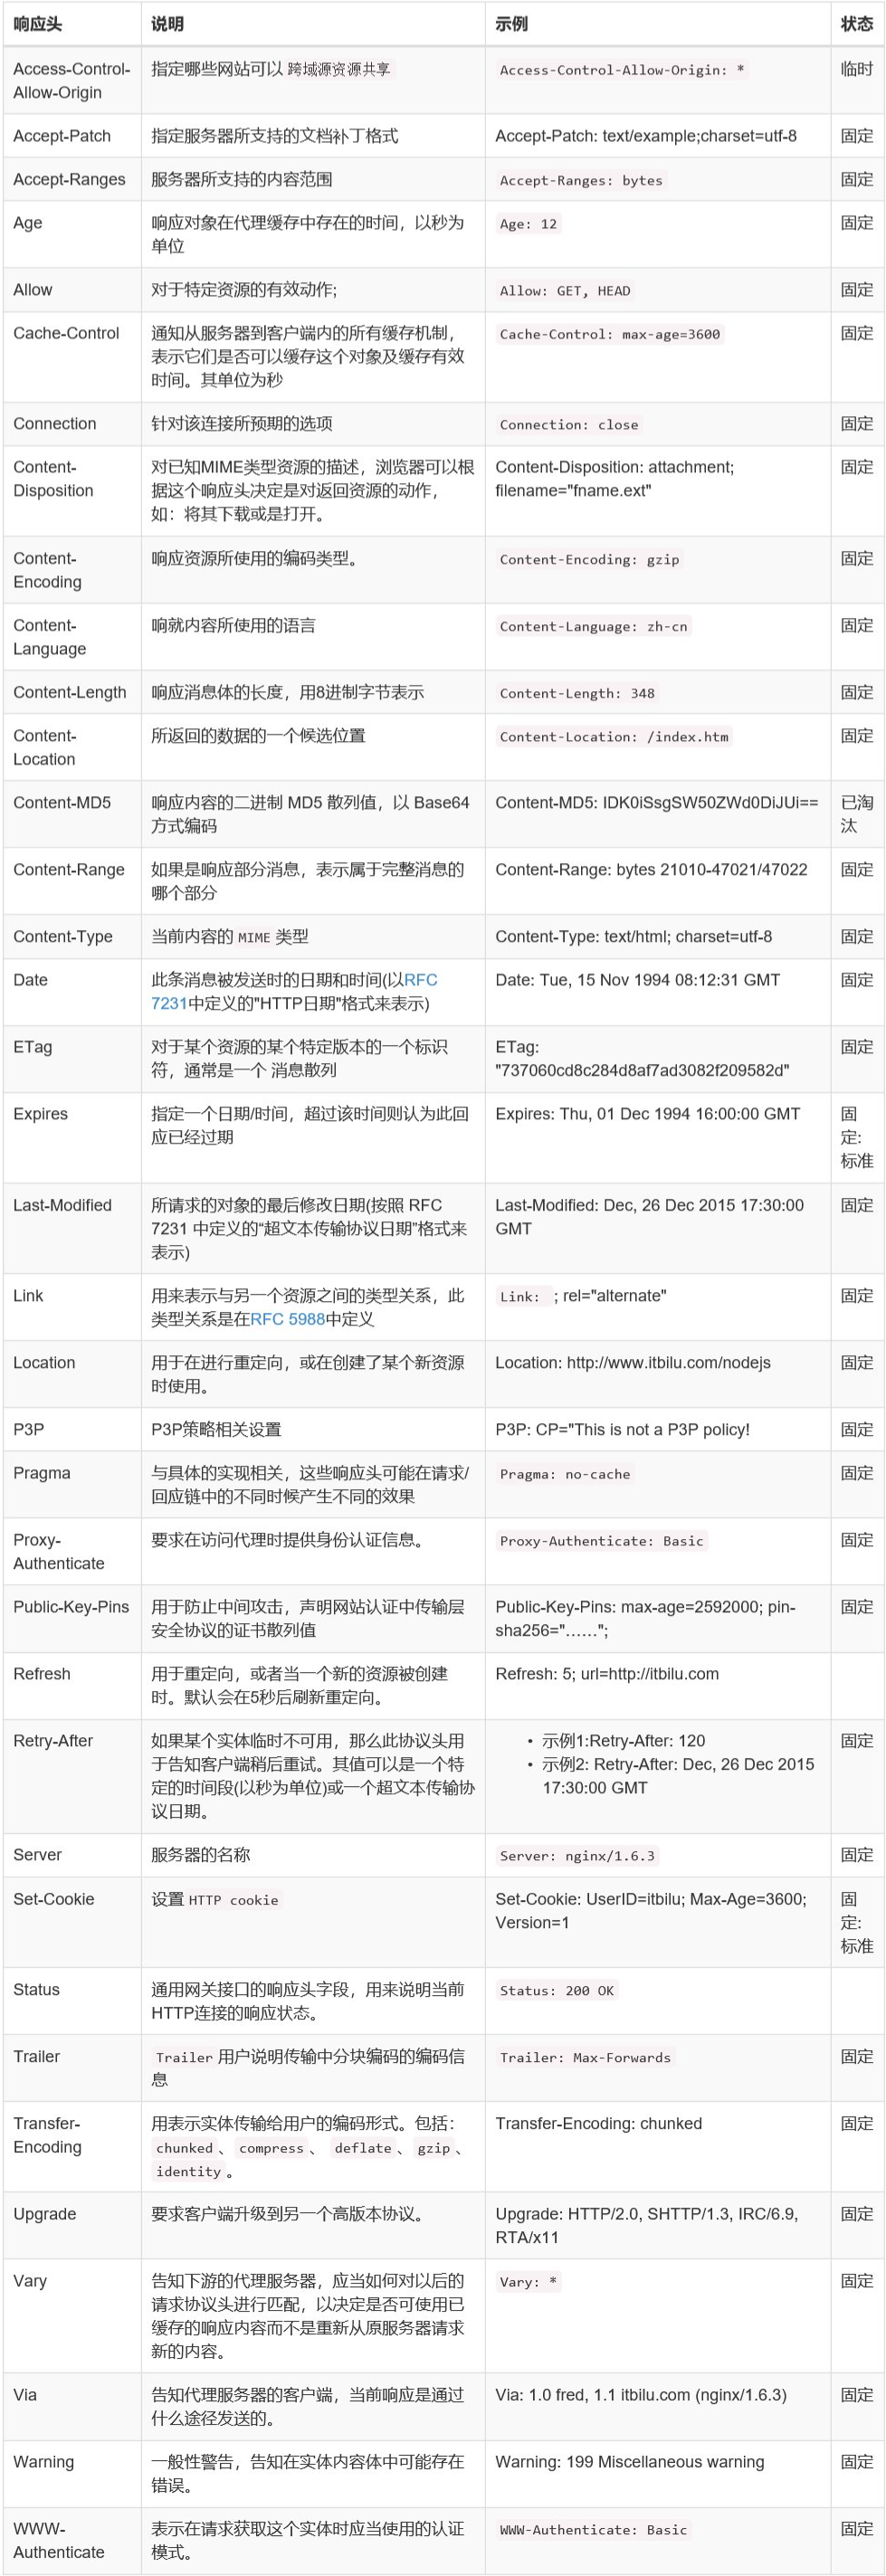 响应头 说明 示例 状态
Access-Control- 指定哪些网站可以 跨域源资源共享 Access-Control-Allow-Origin: * 临时
Allow-Origin
Accept-Patch 指定服务器所支持的文档补丁格式 Accept-Patch: text/example;charset=utf-8 固定
Accept-Ranges 服务器所支持的内容范围 Accept-Ranges: bytes 固定
Age 响应对象在代理缓存中存在的时间，以秒为 Age: 12 固定
单位
Allow 对于特定资源的有效动作; Allow: GET, HEAD 固定
Cache-Control 通知从服务器到客户端内的所有缓存机制， Cache-Control: max-age=3600 固定
表示它们是否可以缓存这个对象及缓存有效
时间。其单位为秒
Connection 针对该连接所预期的选项 Connection: close 固定
Content- 对已知MIME类型资源的描述，浏览器可以根 Content-Disposition: attachment; 固定
Disposition 据这个响应头决定是对返回资源的动作， filename="fname.ext"
如：将其下载或是打开。
Content- 响应资源所使用的编码类型。 Content-Encoding: gzip 固定
Encoding
Content- 响就内容所使用的语言 Content-Language: zh-cn 固定
Language
Content-Length 响应消息体的长度，用8进制字节表示 Content-Length: 348 固定
Content- 所返回的数据的一个候选位置 Content-Location: /index.htm 固定
Location
Content-MD5 响应内容的二进制 MD5 散列值，以 Base64 Content-MD5: IDK0iSsgSW50ZWd0DiJUi== 已淘
方式编码 汰
Content-Range 如果是响应部分消息，表示属于完整消息的 Content-Range: bytes 21010-47021/47022 固定
哪个部分
Content-Type 当前内容的 MIME 类型 Content-Type: text/html; charset=utf-8 固定
Date 此条消息被发送时的日期和时间(以RFC Date: Tue, 15 Nov 1994 08:12:31 GMT 固定
7231中定义的"HTTP日期"格式来表示)
ETag 对于某个资源的某个特定版本的一个标识 ETag: 固定
符，通常是一个 消息散列 "737060cd8c284d8af7ad3082f209582d"
Expires 指定一个日期/时间，超过该时间则认为此回 Expires: Thu, 01 Dec 1994 16:00:00 GMT 固
应已经过期 定:
标准
Last-Modified 所请求的对象的最后修改日期(按照 RFC Last-Modified: Dec, 26 Dec 2015 17:30:00 固定
7231 中定义的“超文本传输协议日期”格式来 GMT
表示)
Link 用来表示与另一个资源之间的类型关系，此 Link: ; rel="alternate" 固定
类型关系是在RFC 5988中定义
Location 用于在进行重定向，或在创建了某个新资源 Location: http://www.itbilu.com/nodejs 固定
时使用。
P3P P3P策略相关设置 P3P: CP="This is not a P3P policy! 固定
Pragma 与具体的实现相关，这些响应头可能在请求/ Pragma: no-cache 固定
回应链中的不同时候产生不同的效果
Proxy- 要求在访问代理时提供身份认证信息。 Proxy-Authenticate: Basic 固定
Authenticate
Public-Key-Pins 用于防止中间攻击，声明网站认证中传输层 Public-Key-Pins: max-age=2592000; pin- 固定
安全协议的证书散列值 sha256="……";
Refresh 用于重定向，或者当一个新的资源被创建 Refresh: 5; url=http://itbilu.com
时。默认会在5秒后刷新重定向。
Retry-After 如果某个实体临时不可用，那么此协议头用 • 示例1:Retry-After: 120 固定
于告知客户端稍后重试。其值可以是一个特 • 示例2: Retry-After: Dec, 26 Dec 2015
定的时间段(以秒为单位)或一个超文本传输协 17:30:00 GMT
议日期。
Server 服务器的名称 Server: nginx/1.6.3 固定
Set-Cookie 设置 HTTP cookie Set-Cookie: UserID=itbilu; Max-Age=3600; 固
Version=1 定:
标准
Status 通用网关接口的响应头字段，用来说明当前 Status: 200 OK
HTTP连接的响应状态。
Trailer Trailer 用户说明传输中分块编码的编码信 Trailer: Max-Forwards 固定
息
Transfer- 用表示实体传输给用户的编码形式。包括： Transfer-Encoding: chunked 固定
Encoding chunked 、 compress 、 deflate 、 gzip 、
identity 。
Upgrade 要求客户端升级到另一个高版本协议。 Upgrade: HTTP/2.0, SHTTP/1.3, IRC/6.9, 固定
RTA/x11
Vary 告知下游的代理服务器，应当如何对以后的 Vary: * 固定
请求协议头进行匹配，以决定是否可使用已
缓存的响应内容而不是重新从原服务器请求
新的内容。
Via 告知代理服务器的客户端，当前响应是通过 Via: 1.0 fred, 1.1 itbilu.com (nginx/1.6.3) 固定
什么途径发送的。
Warning 一般性警告，告知在实体内容体中可能存在 Warning: 199 Miscellaneous warning 固定
错误。
WWW- 表示在请求获取这个实体时应当使用的认证 WWW-Authenticate: Basic 固定
Authenticate 模式。